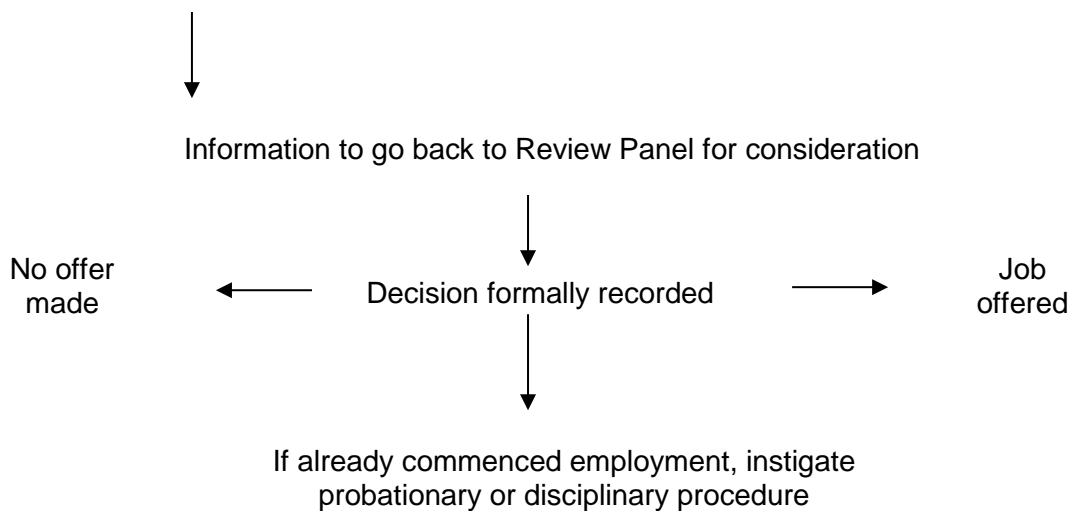 Information to go back to Review Panel for consideration
No offer
made
Decision formally recorded
Job
offered
If already commenced employment, instigate
probationary or disciplinary procedure